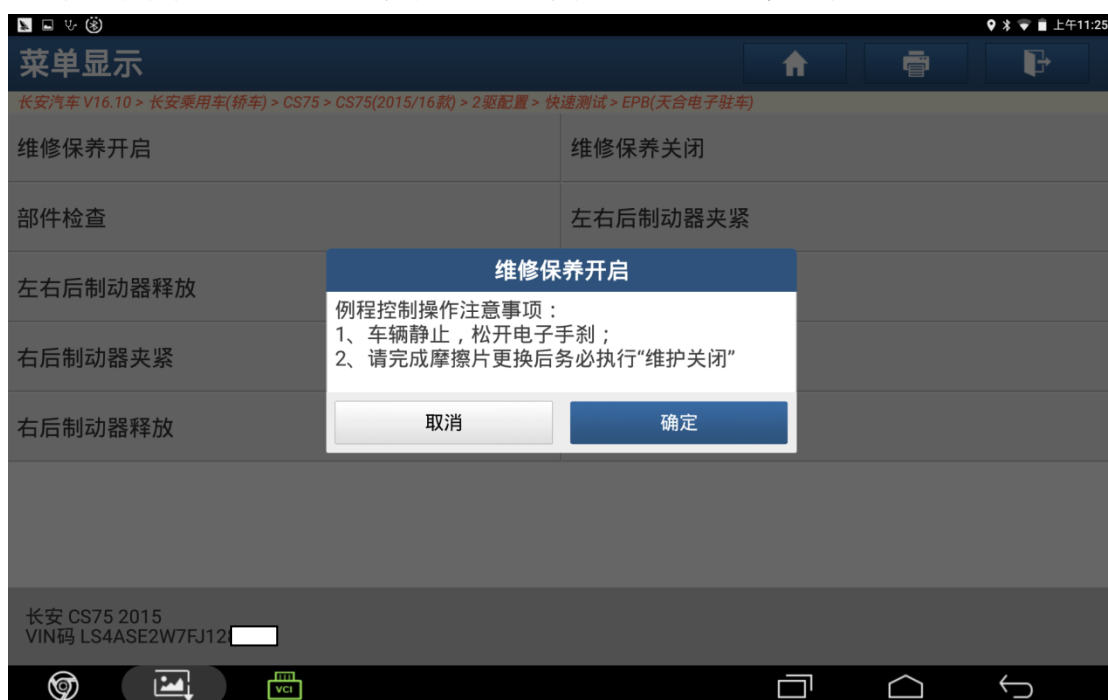 上午11:25
菜单显示
长安汽车 V16.10 > 长安乘用车(轿车) > CS75 > CS75(2015/16款) > 2驱配置 > 快速测试 > EPB(天合电子驻车)
维修保养开启
维修保养关闭
部件检查
左右后制动器夹紧
左右后制动器释放
右后制动器夹紧
右后制动器释放
维修保养开启
例程控制操作注意事项：
1、车辆静止，松开电子手刹；
2、请完成摩擦片更换后务必执行“维护关闭”
取消
确定
长安 CS75 2015
VIN码 LS4ASE2W7FJ12
VCI